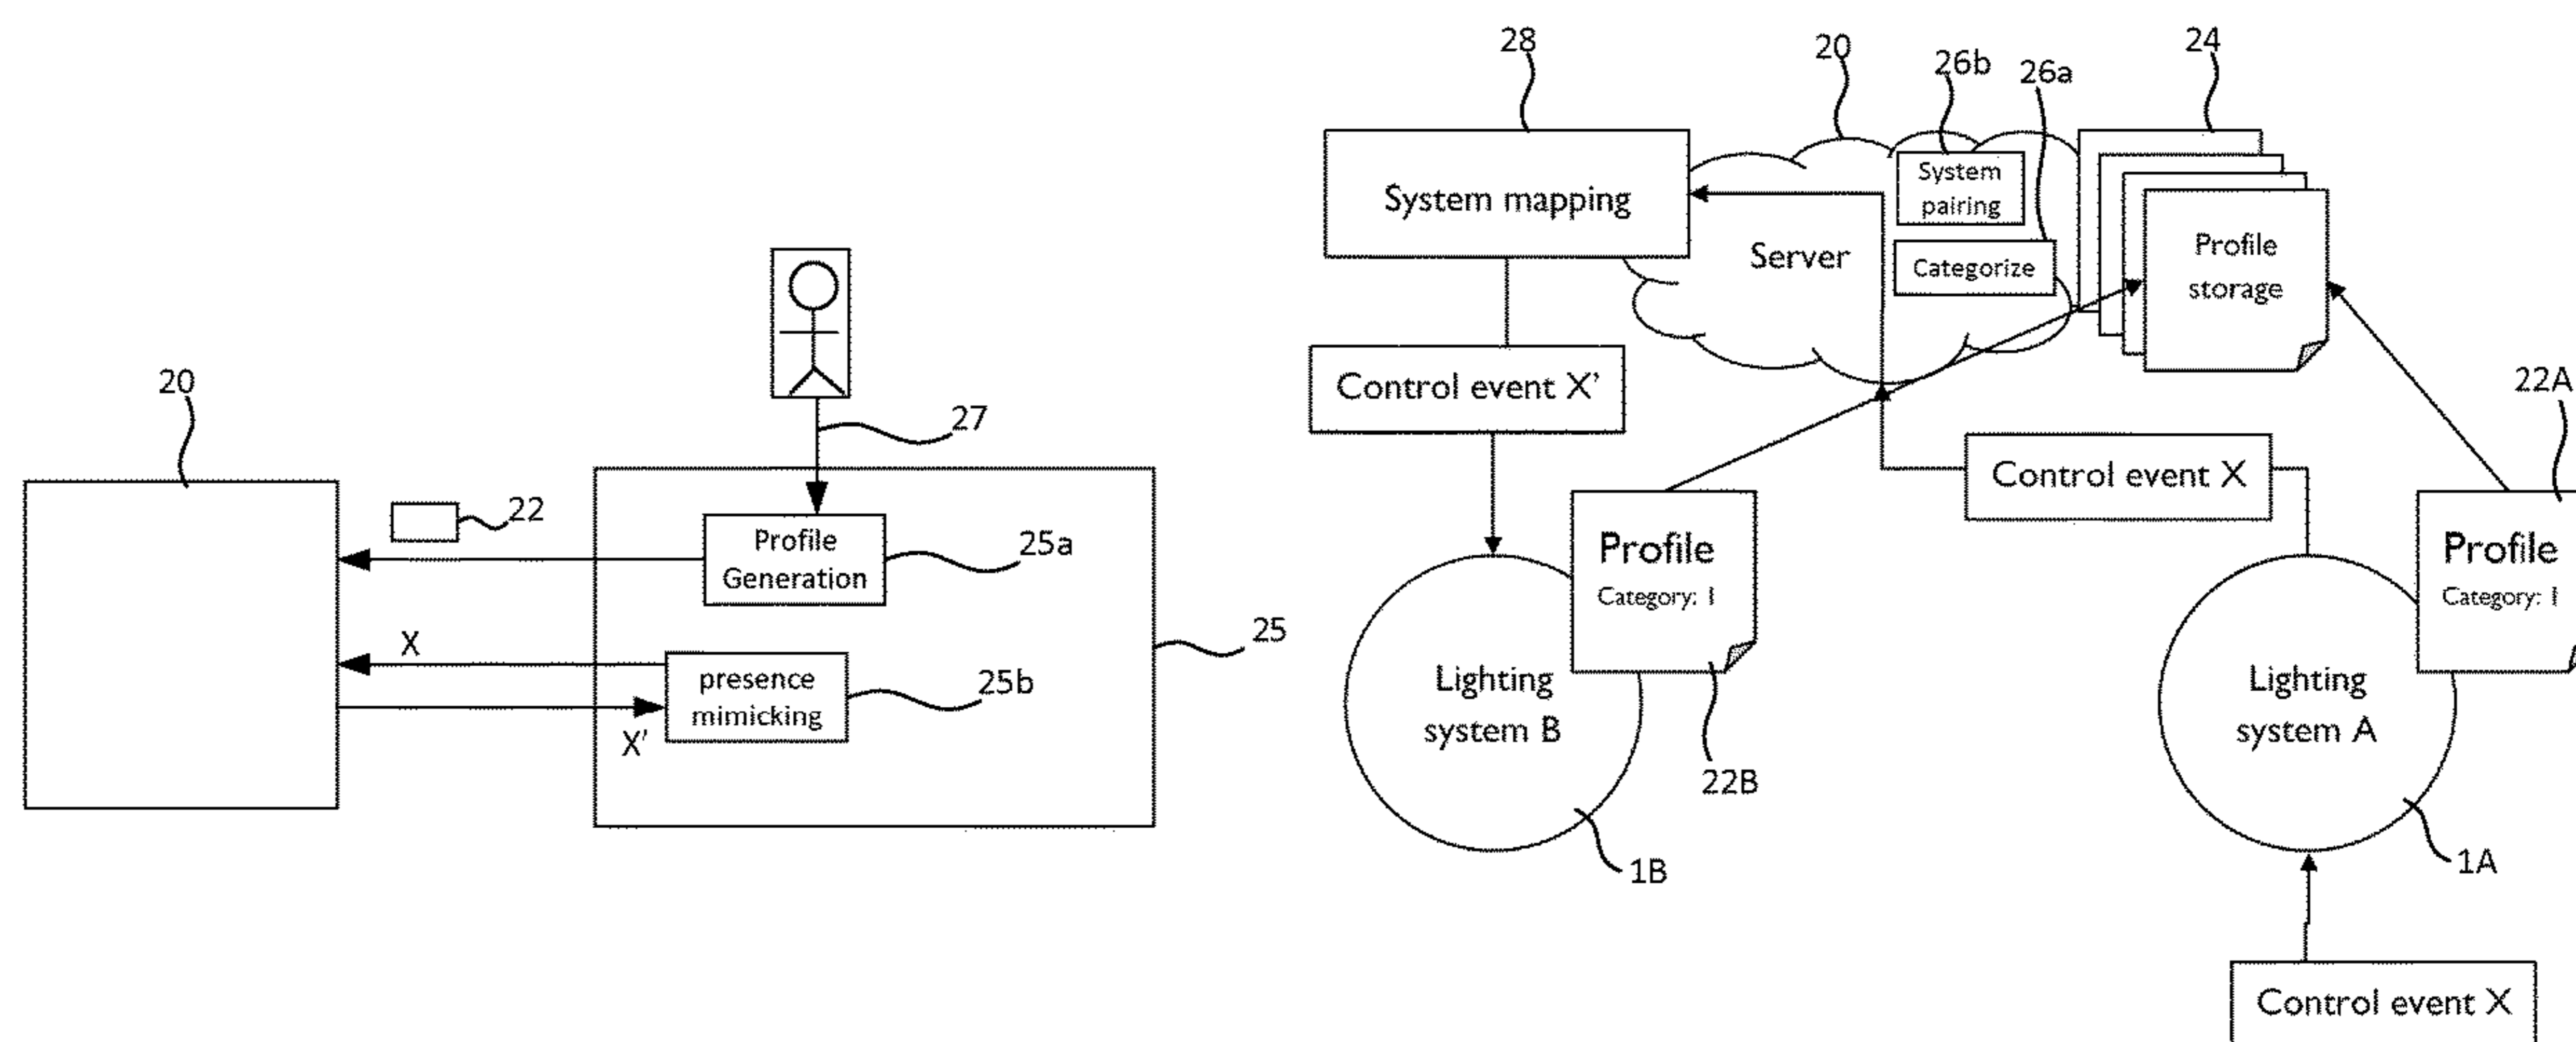 20
22
27
Profile
Generation
25a
X
presence
mimicking
X'
25b
25
28
20
26b
26a
24
System mapping
System
pairing
Server
Categorize
Profile
storage
Control event X'
Control event X
22A
Profile
Category: 1
Lighting
system B
22B
1B
Profile
Category: 1
Lighting
system A
1A
Control event X